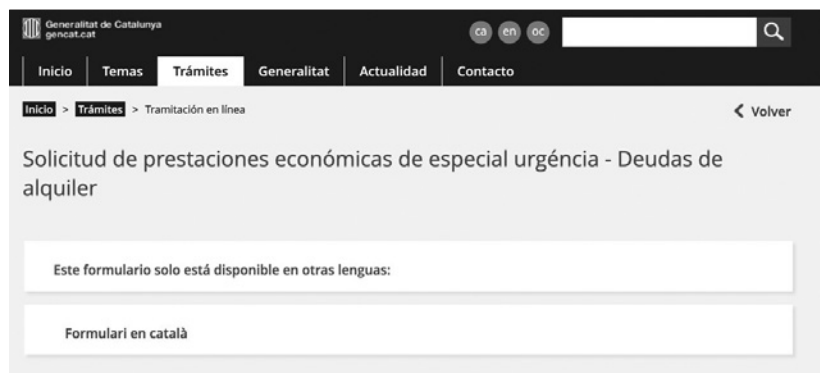 Generalitat de Catalunya
gencat.cat
ca en oc
Inicio Temas Trámites Generalitat Actualidad Contacto
Inicio > Trámites > Tramitación en línea
Volver
Solicitud de prestaciones económicas de especial urgéncia - Deudas de
alquiler
Este formulario solo está disponible en otras lenguas:
Formulari en català